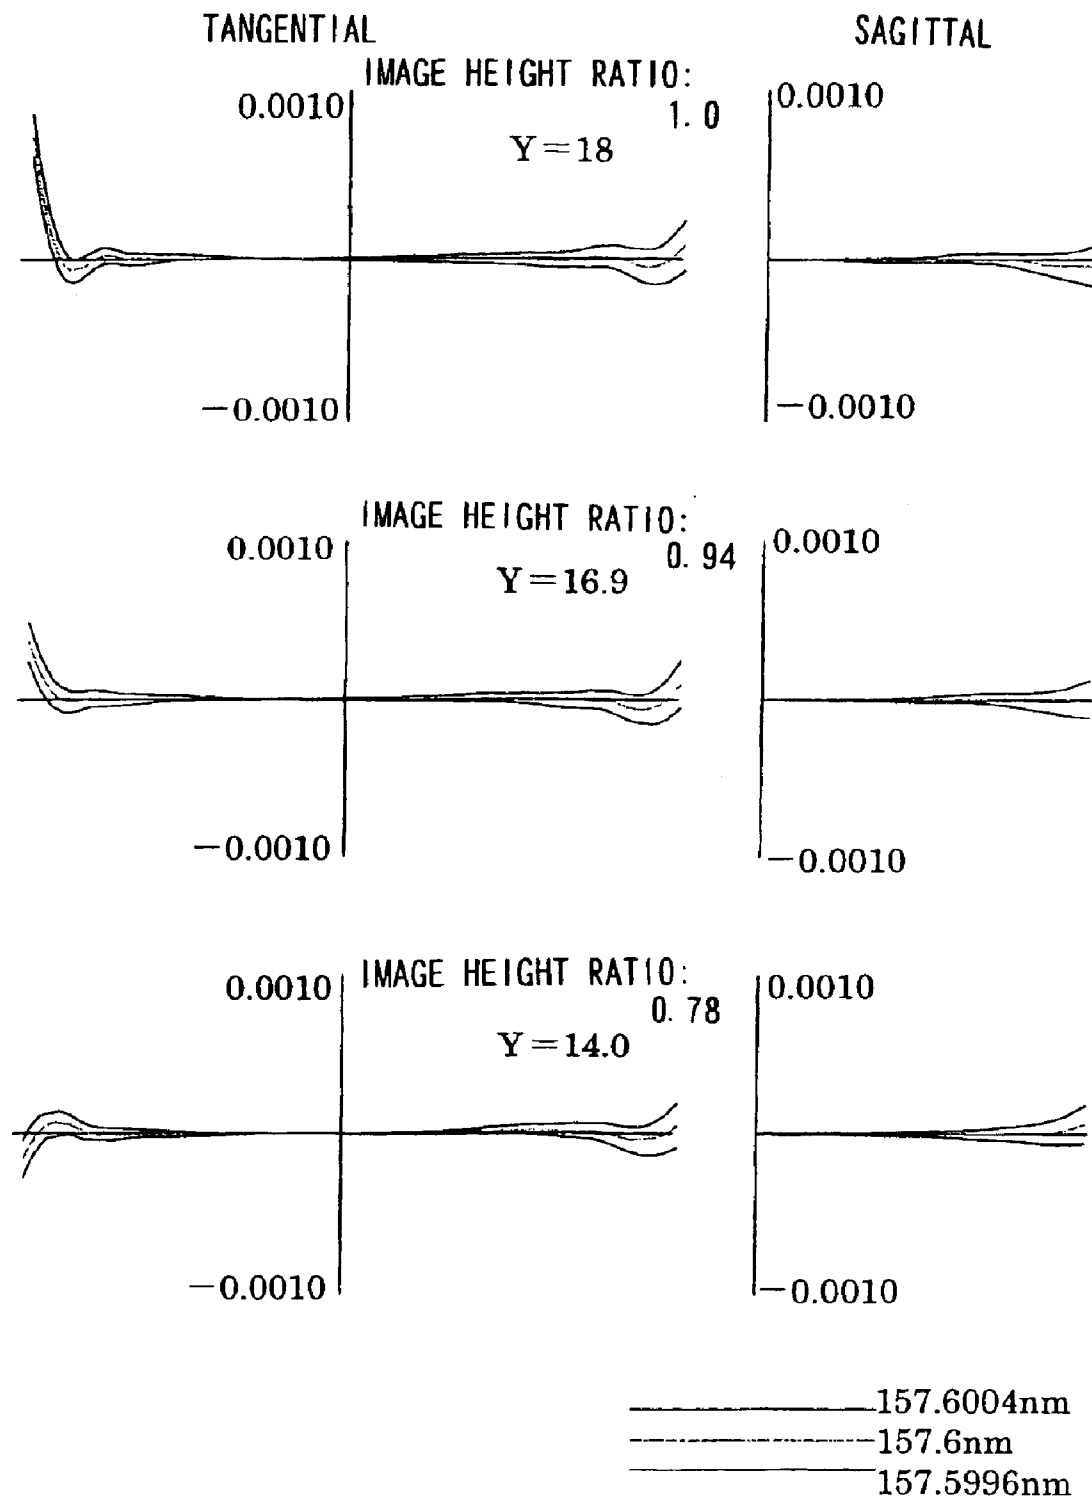 TANGENTIAL
SAGITTAL
IMAGE HEIGHT RATIO:
1.0
0.0010
0.0010
Y=18
−0.0010
−0.0010
IMAGE HEIGHT RATIO:
0.94
0.0010
0.0010
Y=16.9
−0.0010
−0.0010
IMAGE HEIGHT RATIO:
0.78
0.0010
0.0010
Y=14.0
−0.0010
−0.0010
157.6004nm
157.6nm
157.5996nm